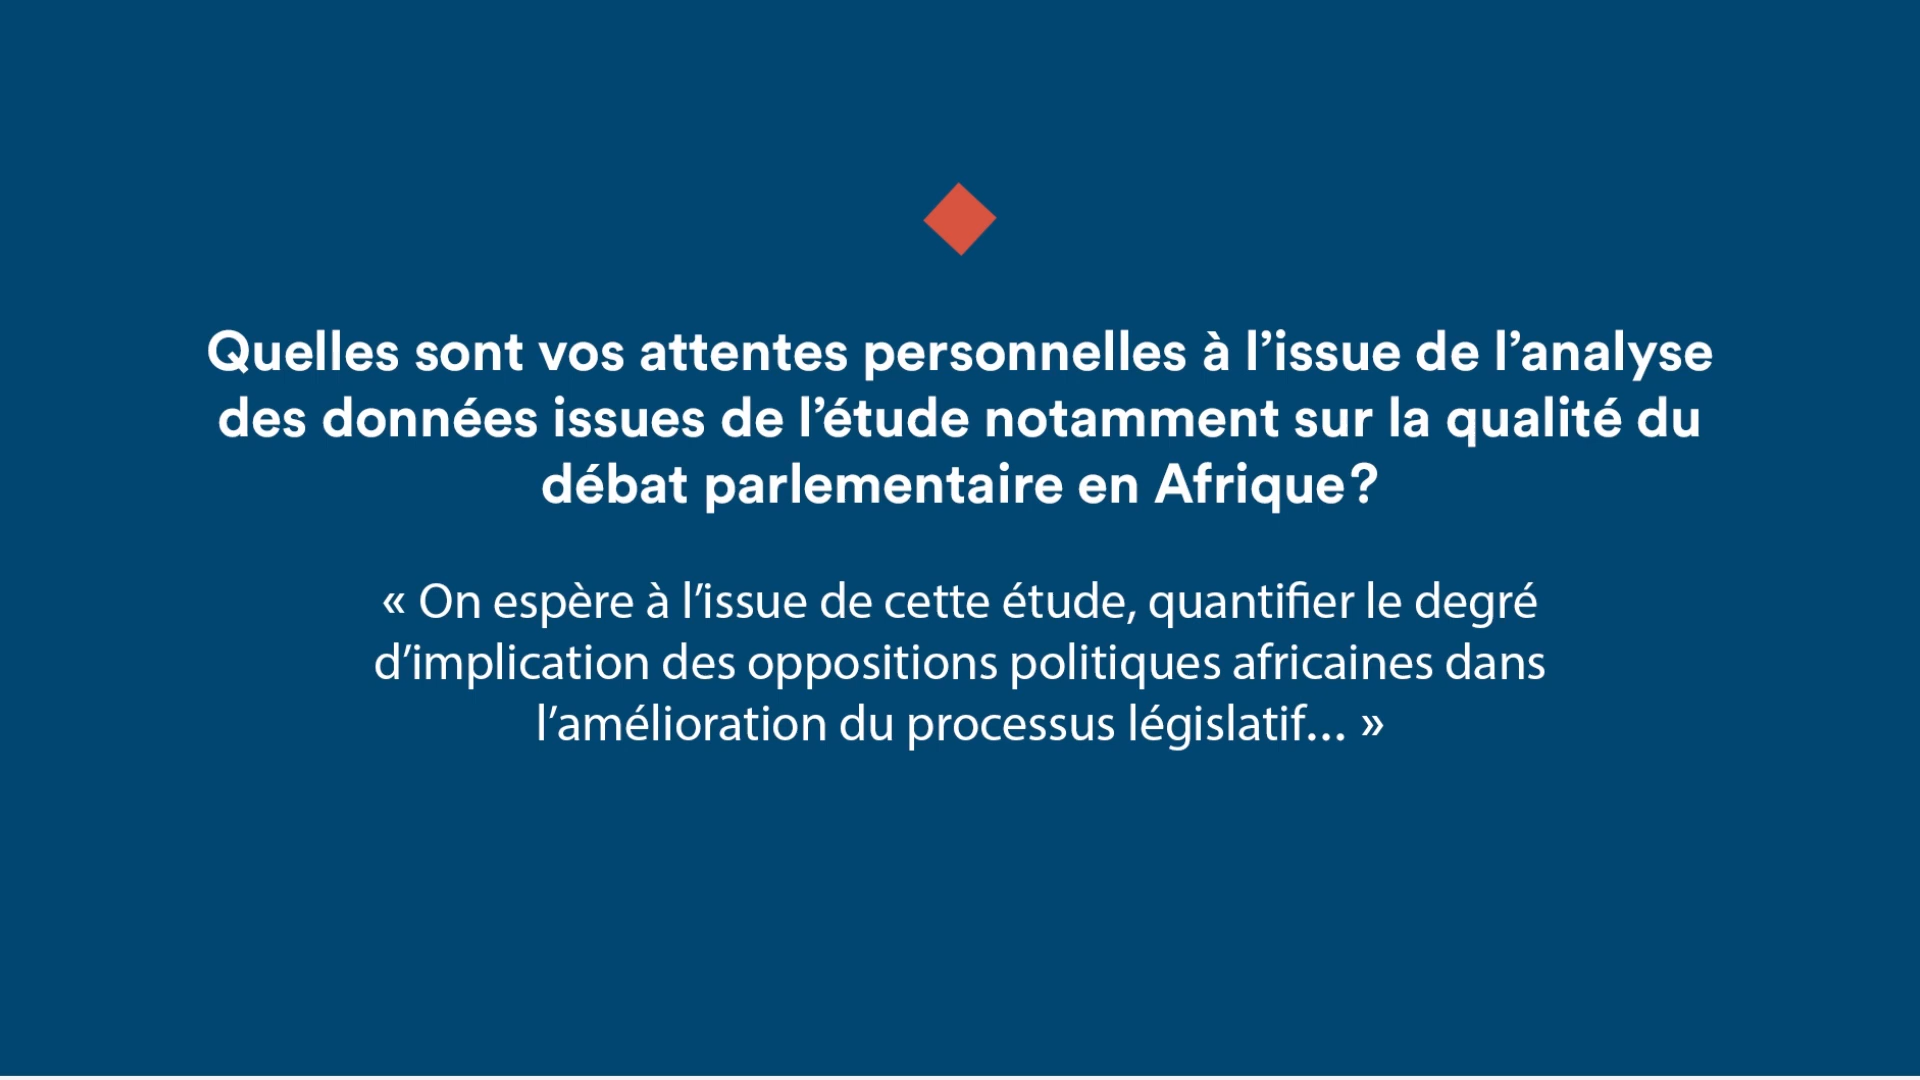 Quelles sont vos attentes personnelles à l’issue de l’analyse
des données issues de l’étude notamment sur la qualité du
débat parlementaire en Afrique?
« On espère à l’issue de cette étude, quantifier le degré
d’implication des oppositions politiques africaines dans
l’amélioration du processus législatif... »